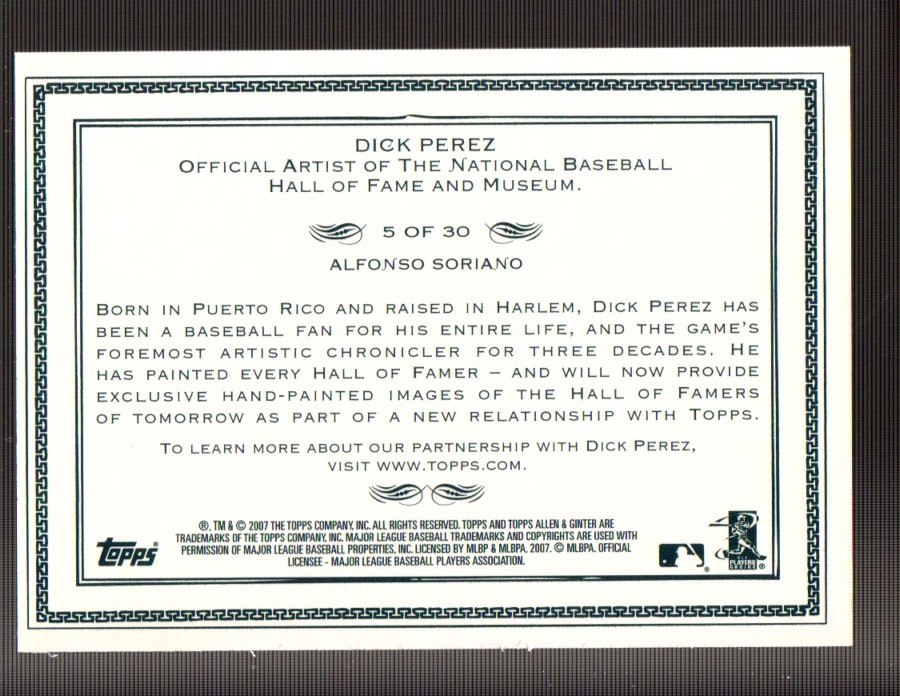 DICK PEREZ
OFFICIAL ARTIST OF THE NATIONAL BASEBALL
HALL OF FAME AND MUSEUM.
5 OF 30
ALFONSO SORIANO
BORN IN PUERTO RICO AND RAISED IN HARLEM, DICK PEREZ HAS
BEEN A BASEBALL FAN FOR HIS ENTIRE LIFE, AND THE GAME'S
FOREMOST ARTISTIC CHRONICLER FOR THREE DECADES. HE
HAS PAINTED EVERY HALL OF FAMER – AND WILL NOW PROVIDE
EXCLUSIVE HAND-PAINTED IMAGES OF THE HALL OF FAMERS
OF TOMORROW AS PART OF A NEW RELATIONSHIP WITH TOPPS.
TO LEARN MORE ABOUT OUR PARTNERSHIP WITH DICK PEREZ,
VISIT WWW.TOPPS.COM.
®, TM & © 2007 THE TOPPS COMPANY, INC. ALL RIGHTS RESERVED. TOPPS AND TOPPS ALLEN & GINTER ARE
TRADEMARKS OF THE TOPPS COMPANY, INC. MAJOR LEAGUE BASEBALL TRADEMARKS AND COPYRIGHTS ARE USED WITH
PERMISSION OF MAJOR LEAGUE BASEBALL PROPERTIES, INC. LICENSED BY MLBP & MLBPA, 2007. © MLBPA. OFFICIAL
LICENSEE - MAJOR LEAGUE BASEBALL PLAYERS ASSOCIATION.
topps®
®
PLAYERS
CHOICE ®